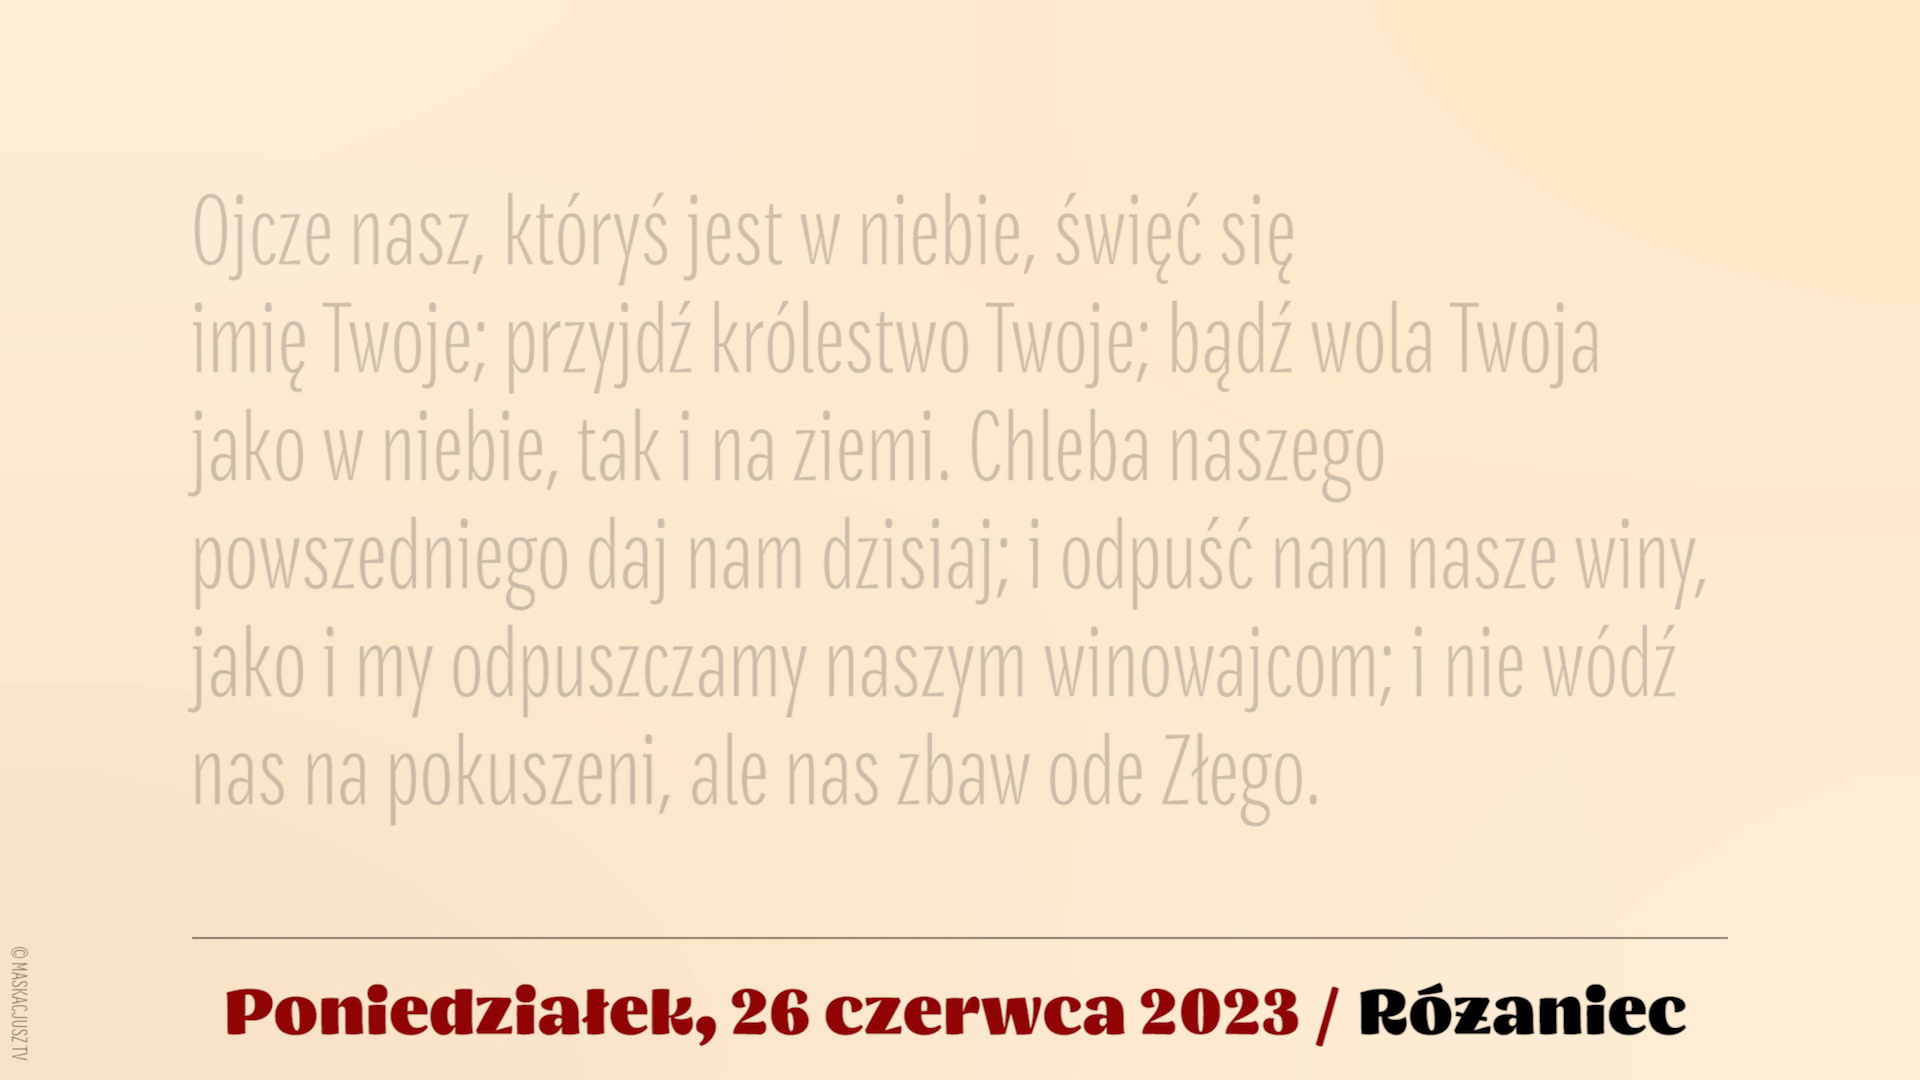 Ojcze nasz, któryś jest w niebie, święć się
imię Twoje; przyjdź królestwo Twoje; bądź wola Twoja
jako w niebie, tak i na ziemi. Chleba naszego
powszedniego daj nam dzisiaj; i odpuść nam nasze winy,
jako i my odpuszczamy naszym winowajcom; i nie wódź
nas na pokuszeni, ale nas zbaw ode Złego.
Poniedziałek, 26 czerwca 2023 / Różaniec
© MASKACJUSZ TV